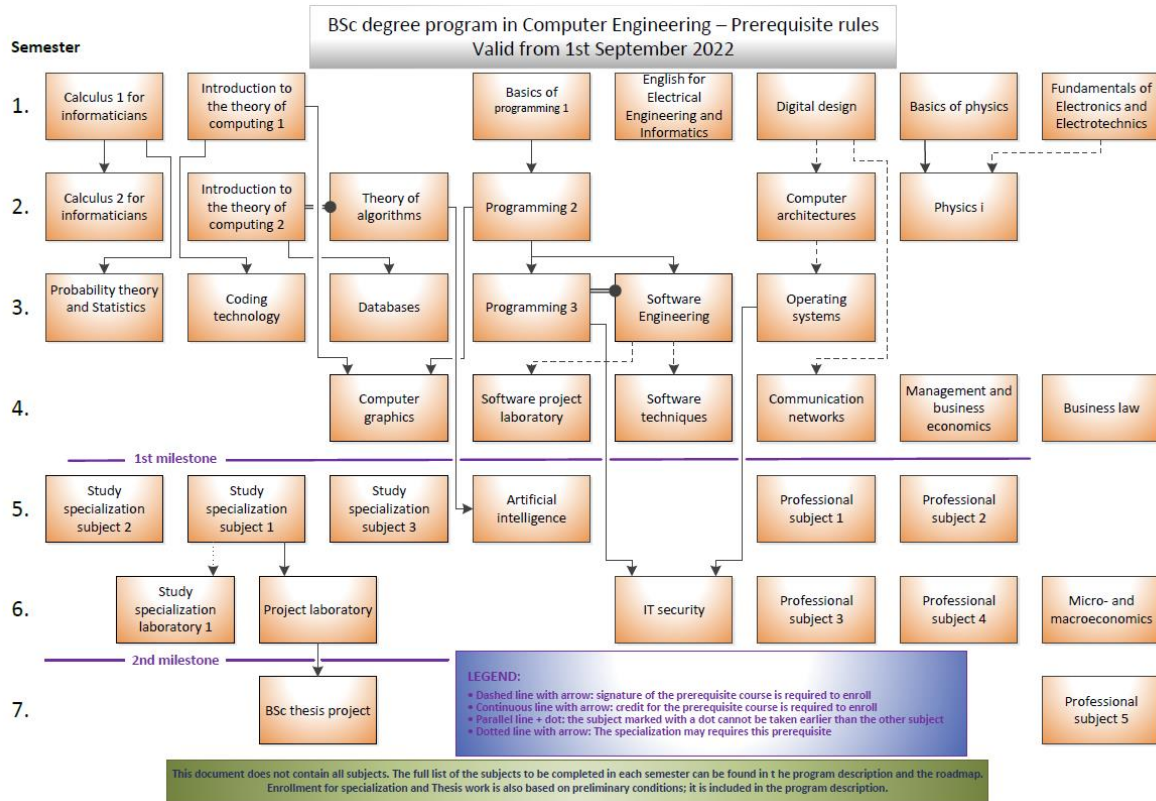 BSc degree program in Computer Engineering – Prerequisite rules
Valid from 1st September 2022
Semester
1.
Calculus 1 for
informaticians
Introduction to
the theory of
computing 1
Basics of
programming 1
English for
Electrical
Engineering and
Informatics
Digital design
Basics of physics
Fundamentals of
Electronics and
Electrotechnics
2.
Calculus 2 for
informaticians
Introduction to
the theory of
computing 2
Theory of
algorithms
Programming 2
Computer
architectures
Physics i
3.
Probability theory
and Statistics
Coding
technology
Databases
Programming 3
Software
Engineering
Operating
systems
4.
Computer
graphics
Software project
laboratory
Software
techniques
Communication
networks
Management and
business
economics
Business law
1st milestone
5.
Study
specialization
subject 2
Study
specialization
subject 1
Study
specialization
subject 3
Artificial
intelligence
Professional
subject 1
Professional
subject 2
6.
Study
specialization
laboratory 1
Project laboratory
IT security
Professional
subject 3
Professional
subject 4
Micro- and
macroeconomics
2nd milestone
7.
BSc thesis project
LEGEND:
• Dashed line with arrow: signature of the prerequisite course is required to enroll
• Continuous line with arrow: credit for the prerequisite course is required to enroll
• Parallel line + dot: the subject marked with a dot cannot be taken earlier than the other subject
• Dotted line with arrow: The specialization may requires this prerequisite
Professional
subject 5
This document does not contain all subjects. The full list of the subjects to be completed in each semester can be found in t he program description and the roadmap.
Enrollment for specialization and Thesis work is also based on preliminary conditions; it is included in the program description.